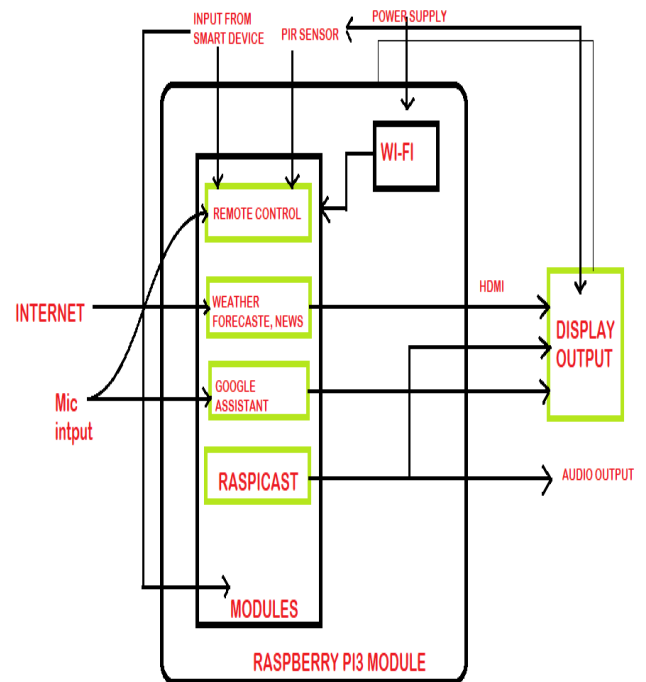 INPUT FROM
SMART DEVICE
PIR SENSOR
POWER SUPPLY
WI-FI
REMOTE CONTROL
HDMI
INTERNET
WEATHER
FORECASTE, NEWS
DISPLAY
OUTPUT
Mic
intput
GOOGLE
ASSISTANT
RASPICAST
AUDIO OUTPUT
MODULES
RASPBERRY PI3 MODULE